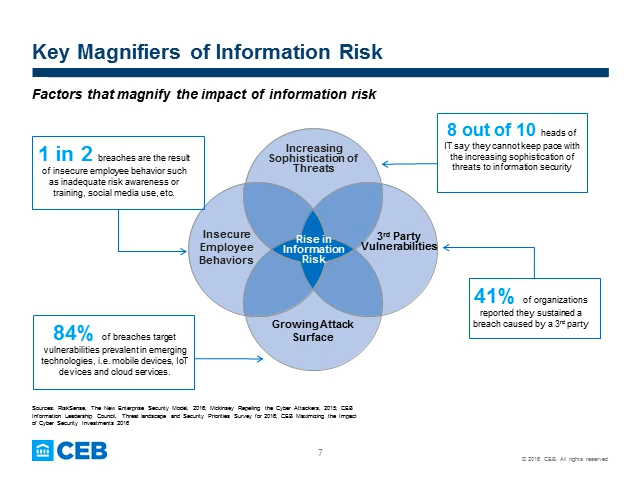 Key Magnifiers of Information Risk
Factors that magnify the impact of information risk
1 in 2 breaches are the result
of insecure employee behavior such
as inadequate risk awareness or
training, social media use, etc.
8 out of 10 heads of
IT say they cannot keep pace with
the increasing sophistication of
threats to information security
Increasing
Sophistication of
Threats
Insecure
Employee
Behaviors
Rise in
Information
Risk
3rd Party
Vulnerabilities
Growing Attack
Surface
84% of breaches target
vulnerabilities prevalent in emerging
technologies, i.e. mobile devices, IoT
devices and cloud services.
41% of organizations
reported they sustained a
breach caused by a 3rd party
Sources: RiskSense, The New Enterprise Security Model, 2016; Mckinsey Repelling the Cyber Attackers, 2015; CEB
Information Leadership Council, Threat landscape and Security Priorities Survey for 2016; CEB Maximizing the Impact
of Cyber Security Investments 2016
CEB
7
© 2016 CEB. All rights reserved